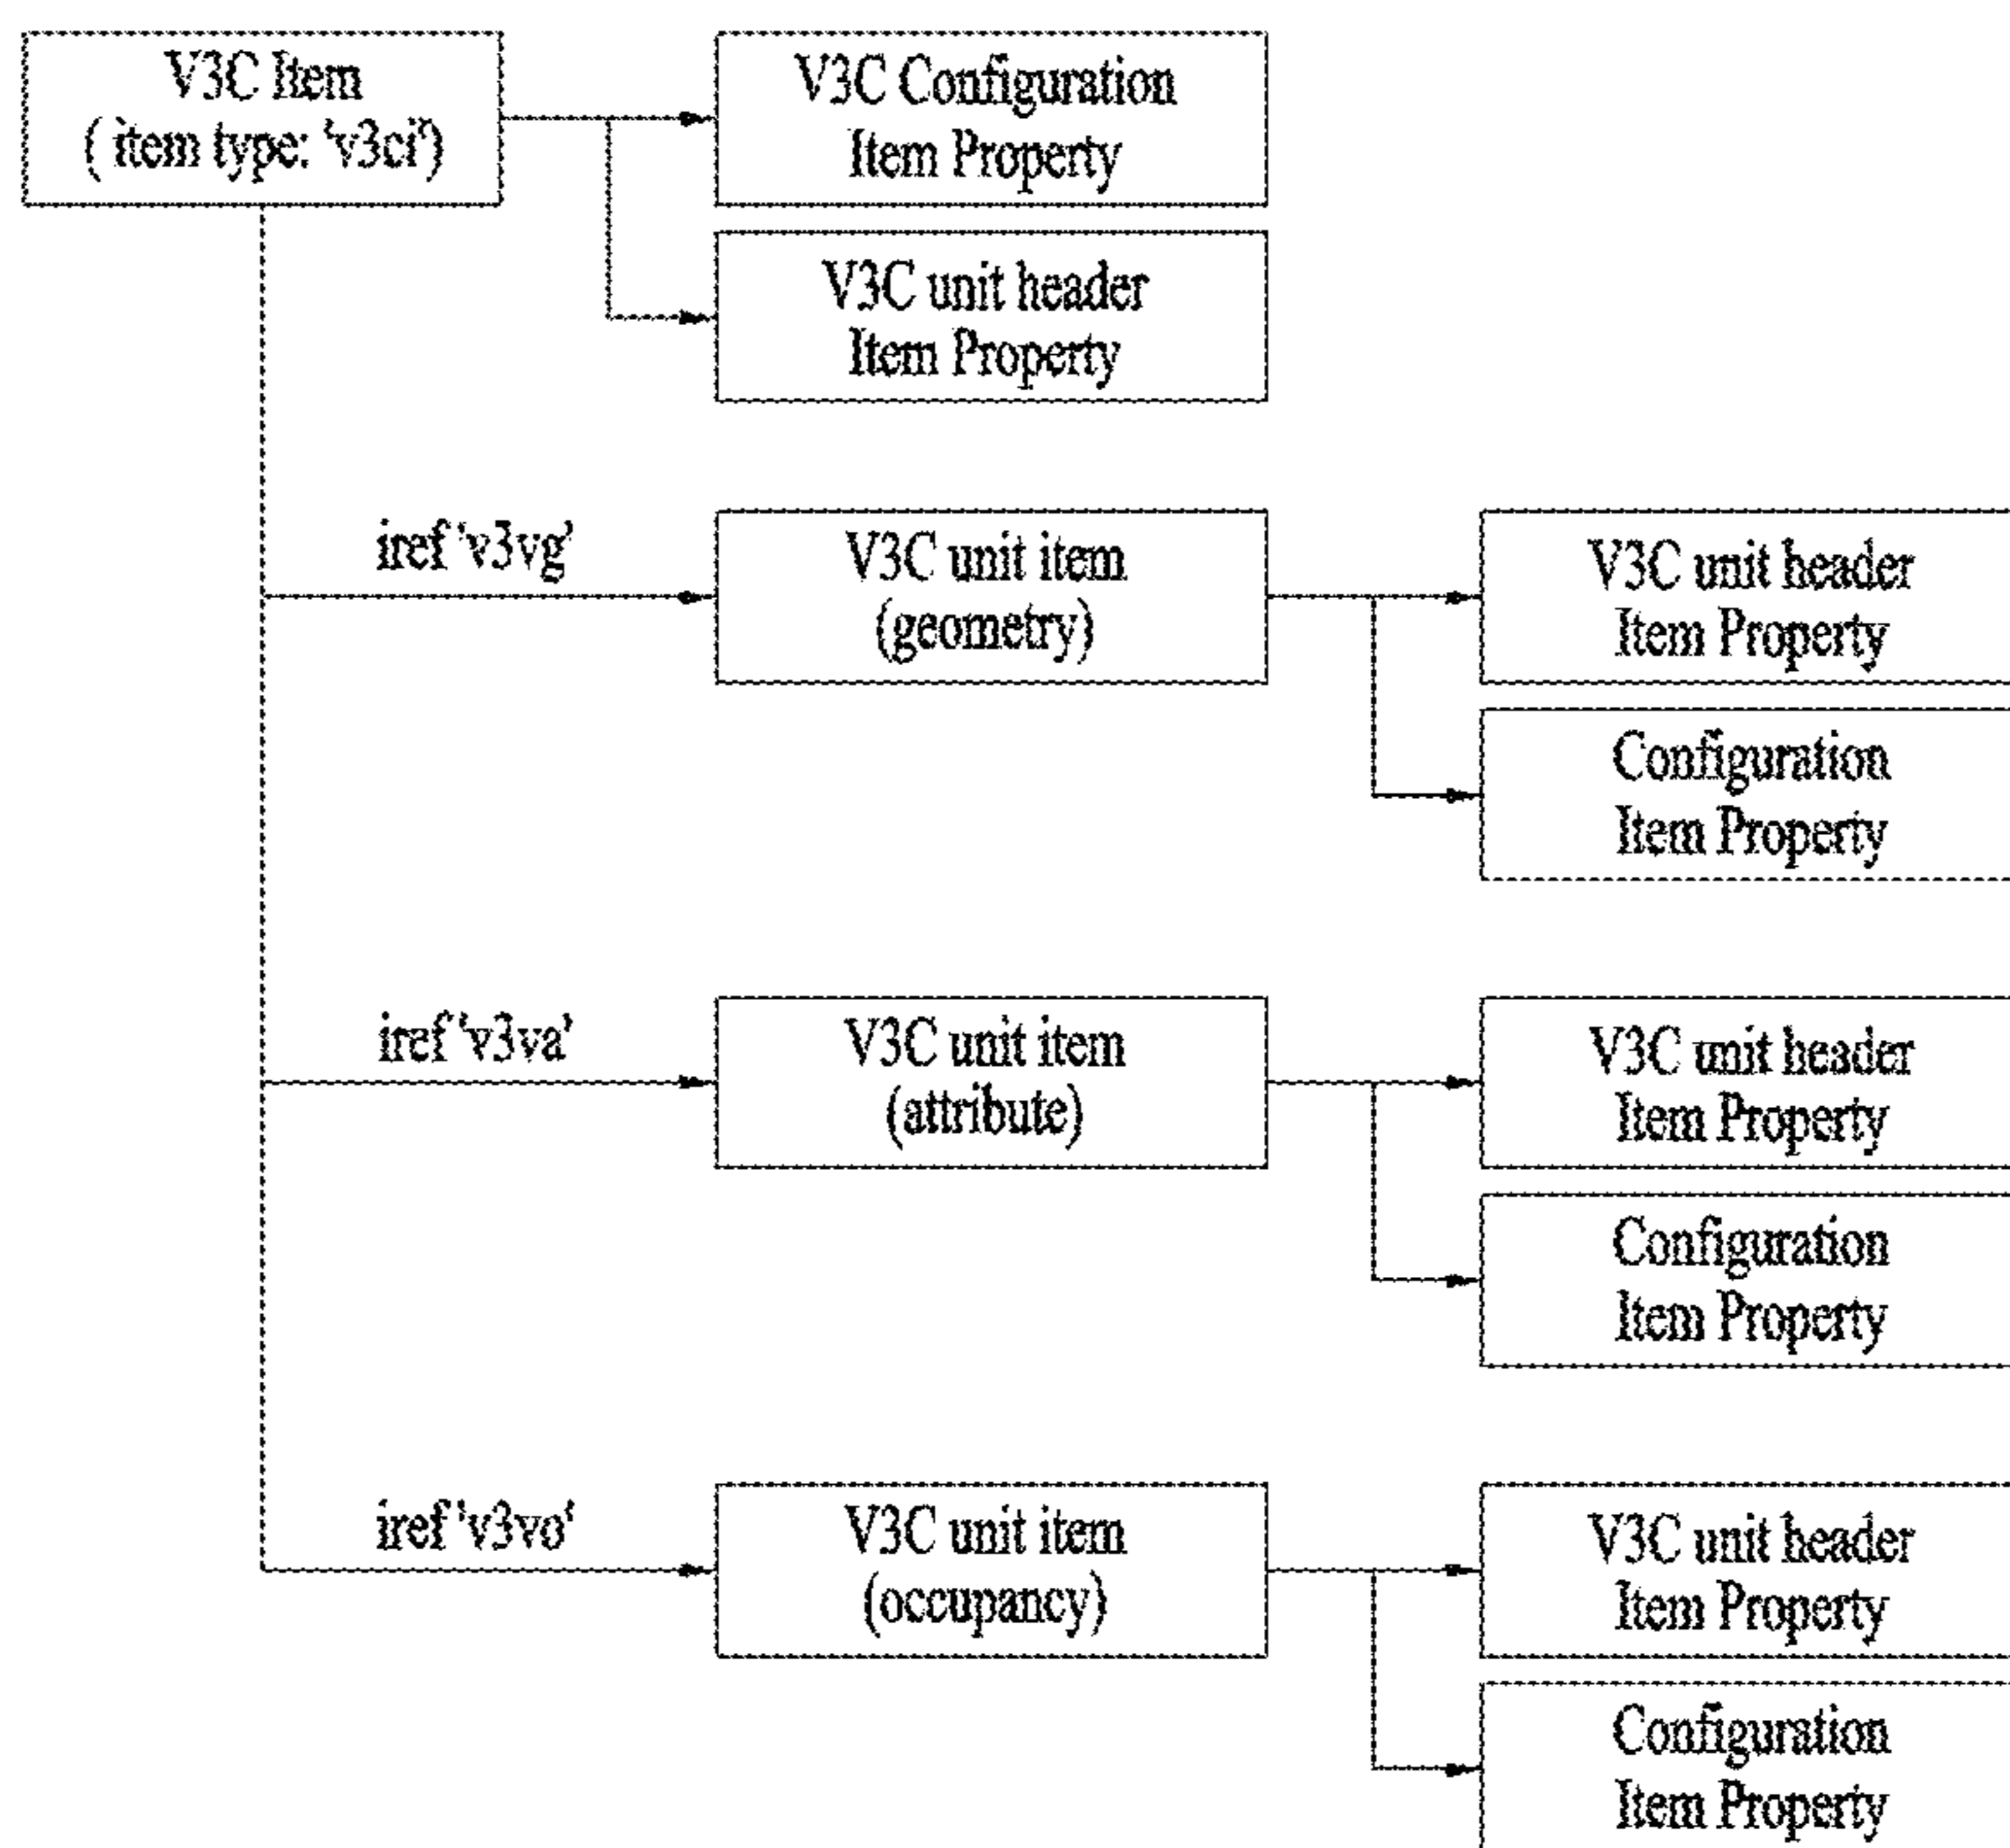 V3C Item
( item type: 'v3ci')
V3C Configuration
Item Property
V3C unit header
Item Property
iref 'v3vg'
V3C unit item
(geometry)
V3C unit header
Item Property
Configuration
Item Property
iref 'v3va'
V3C unit item
(attribute)
V3C unit header
Item Property
Configuration
Item Property
iref 'v3vo'
V3C unit item
(occupancy)
V3C unit header
Item Property
Configuration
Item Property